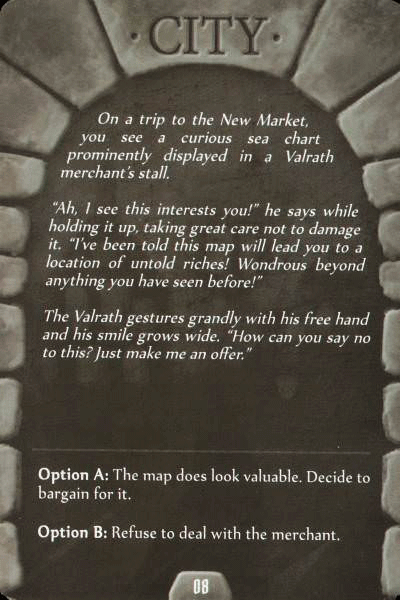 · CITY ·
On a trip to the New Market,
you see a curious sea chart
prominently displayed in a Valrath
merchant's stall.
“Ah, I see this interests you!” he says while
holding it up, taking great care not to damage
it. “I've been told this map will lead you to a
location of untold riches! Wondrous beyond
anything you have seen before!”
The Valrath gestures grandly with his free hand
and his smile grows wide. “How can you say no
to this? Just make me an offer.”
Option A: The map does look valuable. Decide to
bargain for it.
Option B: Refuse to deal with the merchant.
08